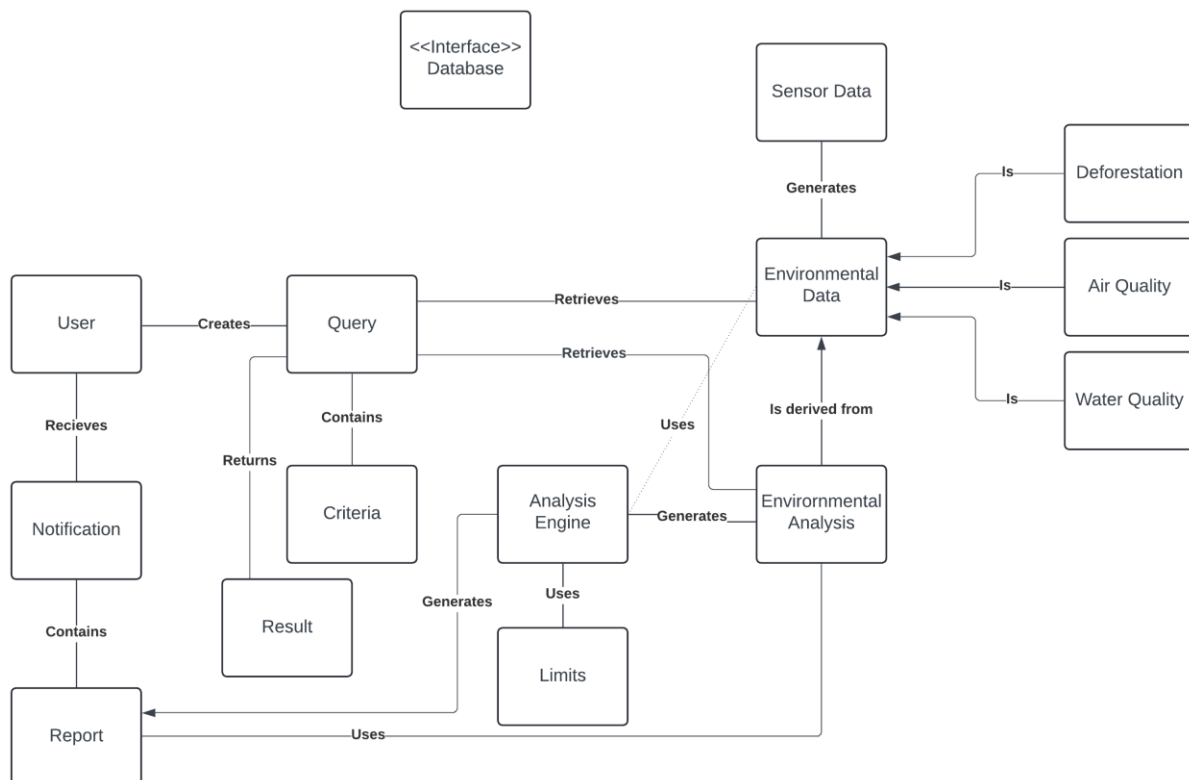 <<Interface>>
Database
Sensor Data
Deforestation
Is
Generates
Environmental
Data
Is
Air Quality
User
Creates
Query
Retrieves
Retrieves
Is
Water Quality
Is derived from
Contains
Uses
Recieves
Returns
Notification
Criteria
Analysis
Engine
Generates
Envirornmental
Analysis
Generates
Uses
Contains
Result
Limits
Report
Uses